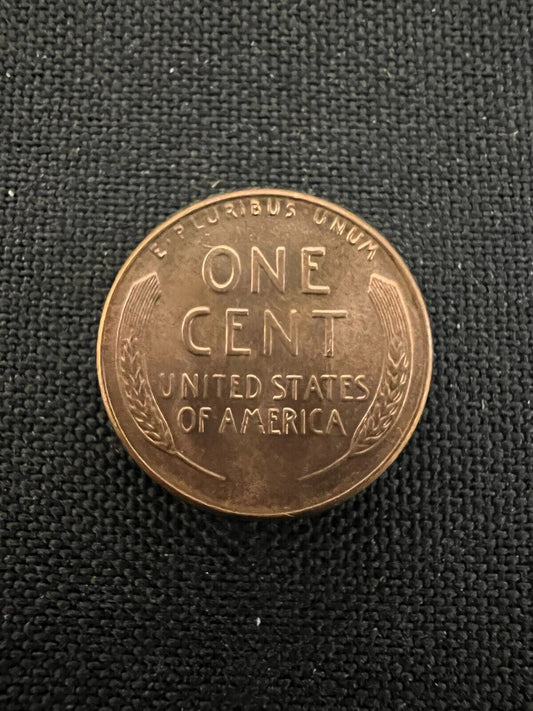 E·PLURIBUS UNUM
ONE
CENT
UNITED STATES
OF AMERICA